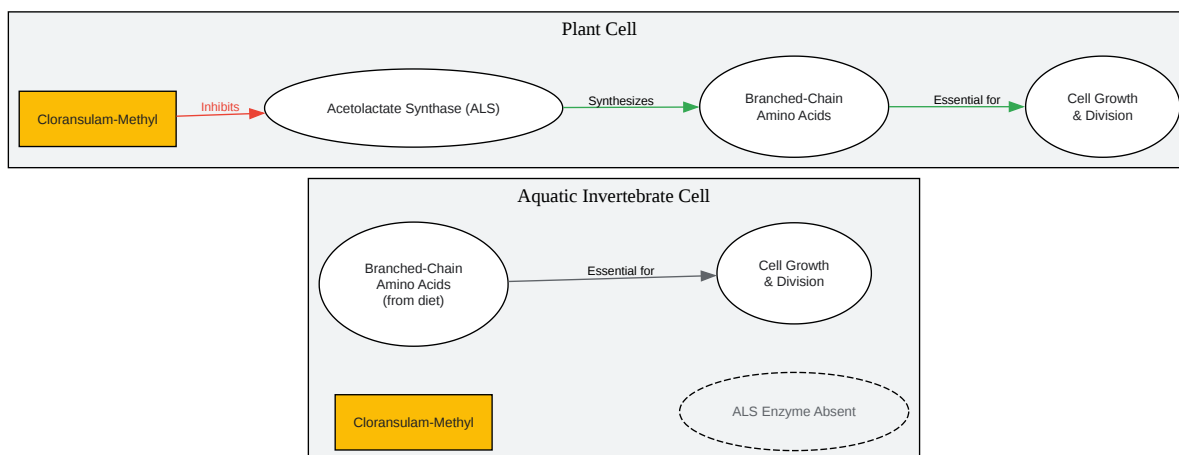 Plant Cell
Cloransulam-Methyl
Inhibits
Acetolactate Synthase (ALS)
Synthesizes
Branched-Chain
Amino Acids
Essential for
Cell Growth
& Division
Aquatic Invertebrate Cell
Branched-Chain
Amino Acids
(from diet)
Essential for
Cell Growth
& Division
Cloransulam-Methyl
ALS Enzyme Absent